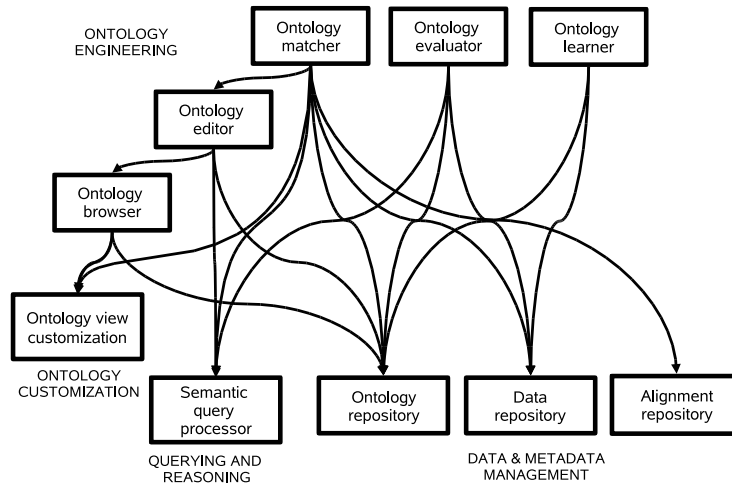 ONTOLOGY
ENGINEERING
Ontology
matcher
Ontology
evaluator
Ontology
learner
Ontology
editor
Ontology
browser
Ontology view
customization
ONTOLOGY
CUSTOMIZATION
Semantic
query
processor
Ontology
repository
Data
repository
Alignment
repository
QUERYING AND
REASONING
DATA & METADATA
MANAGEMENT